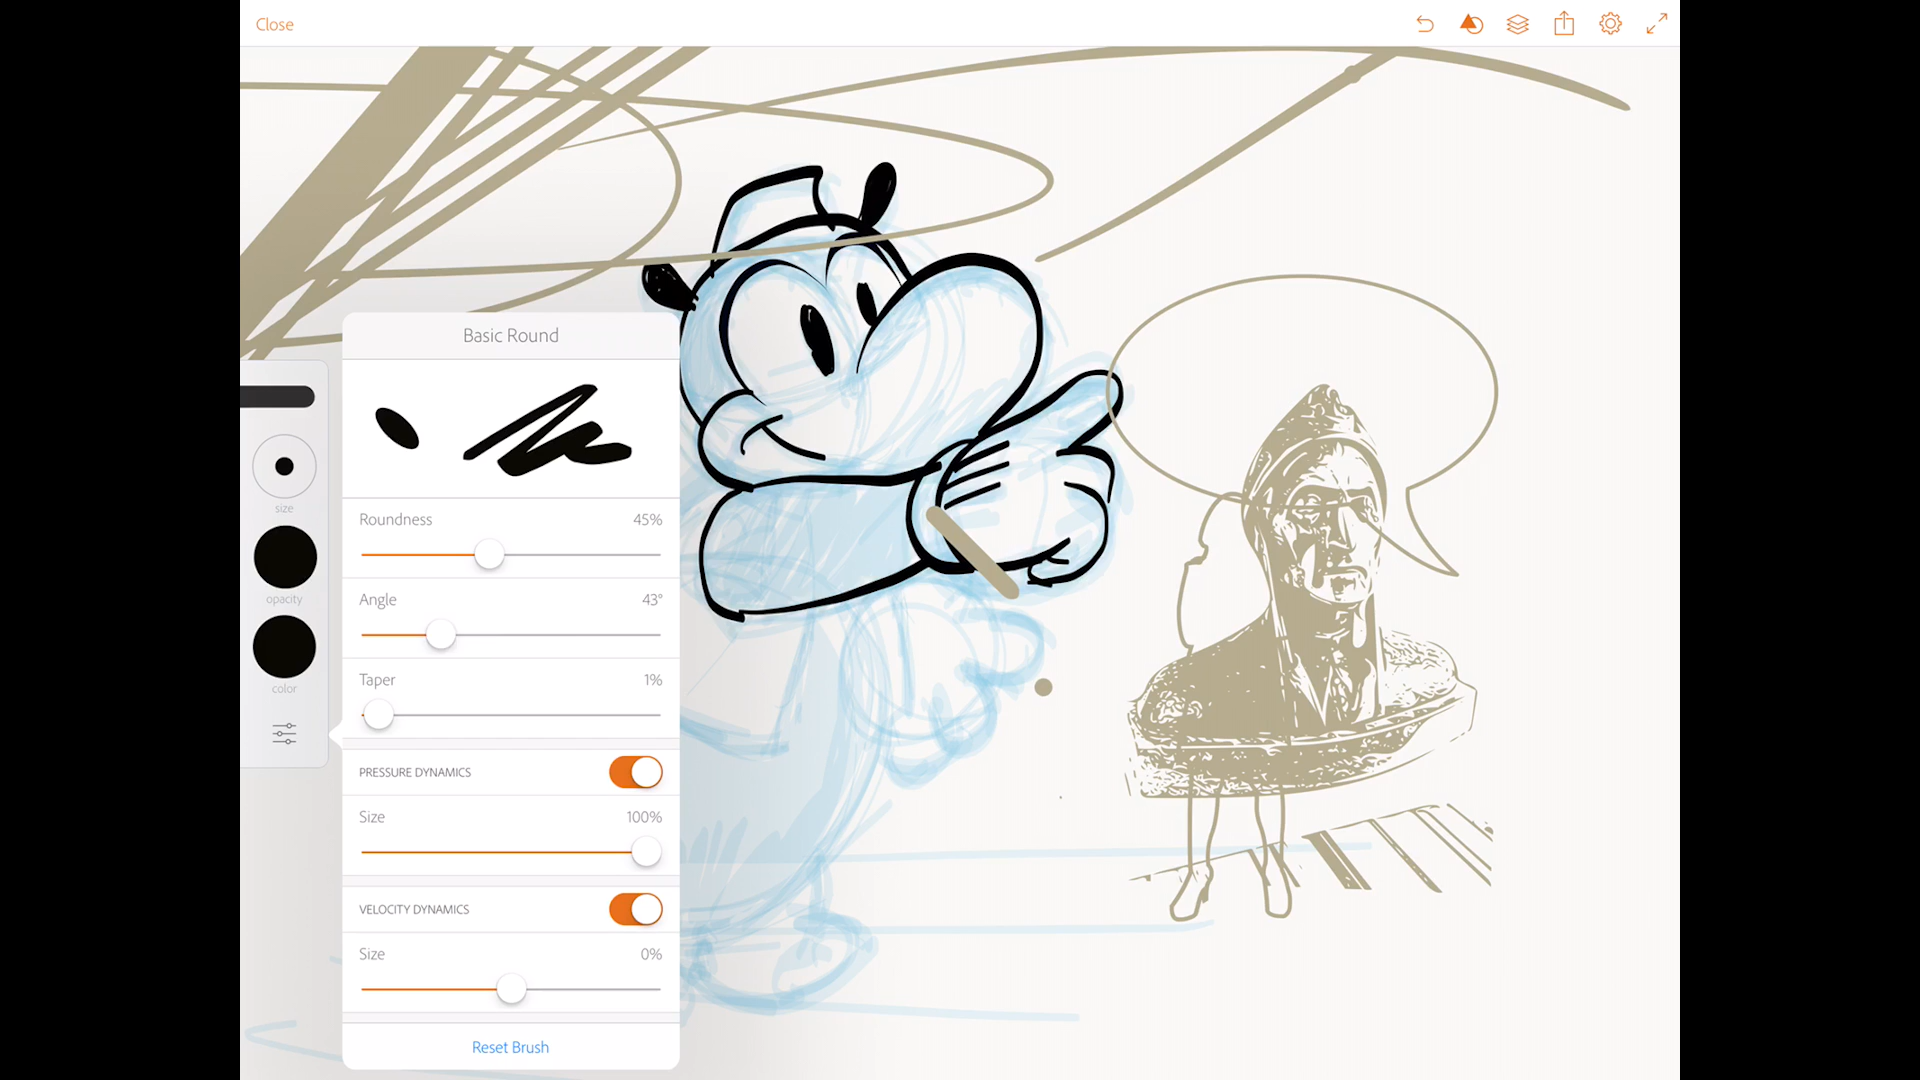 Close
Basic Round
size
opacity
color
Roundness 45%
Angle 43°
Taper 1%
PRESSURE DYNAMICS
Size 100%
VELOCITY DYNAMICS
Size 0%
Reset Brush